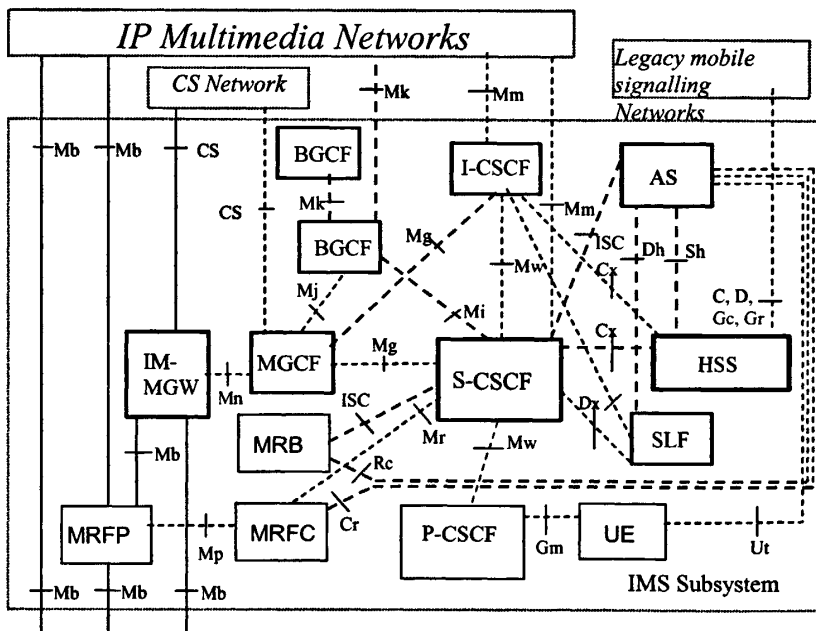 IP Multimedia Networks
Legacy mobile
signalling
Networks
CS Network
Mk
Mm
Mb
Mb
CS
BGCF
I-CSCF
AS
Mk
CS
BGCF
Mg
Mw
Mm
ISC
Dh
Sh
Cx
C, D,
Gc, Gr
Mj
Mi
IM-
MGW
Mn
MGCF
Mg
S-CSCF
Cx
HSS
ISC
Mr
Dx
SLF
MRB
Mb
Rc
Mw
MRFP
Mp
MRFC
Cr
P-CSCF
Gm
UE
Ut
Mb
Mb
Mb
IMS Subsystem